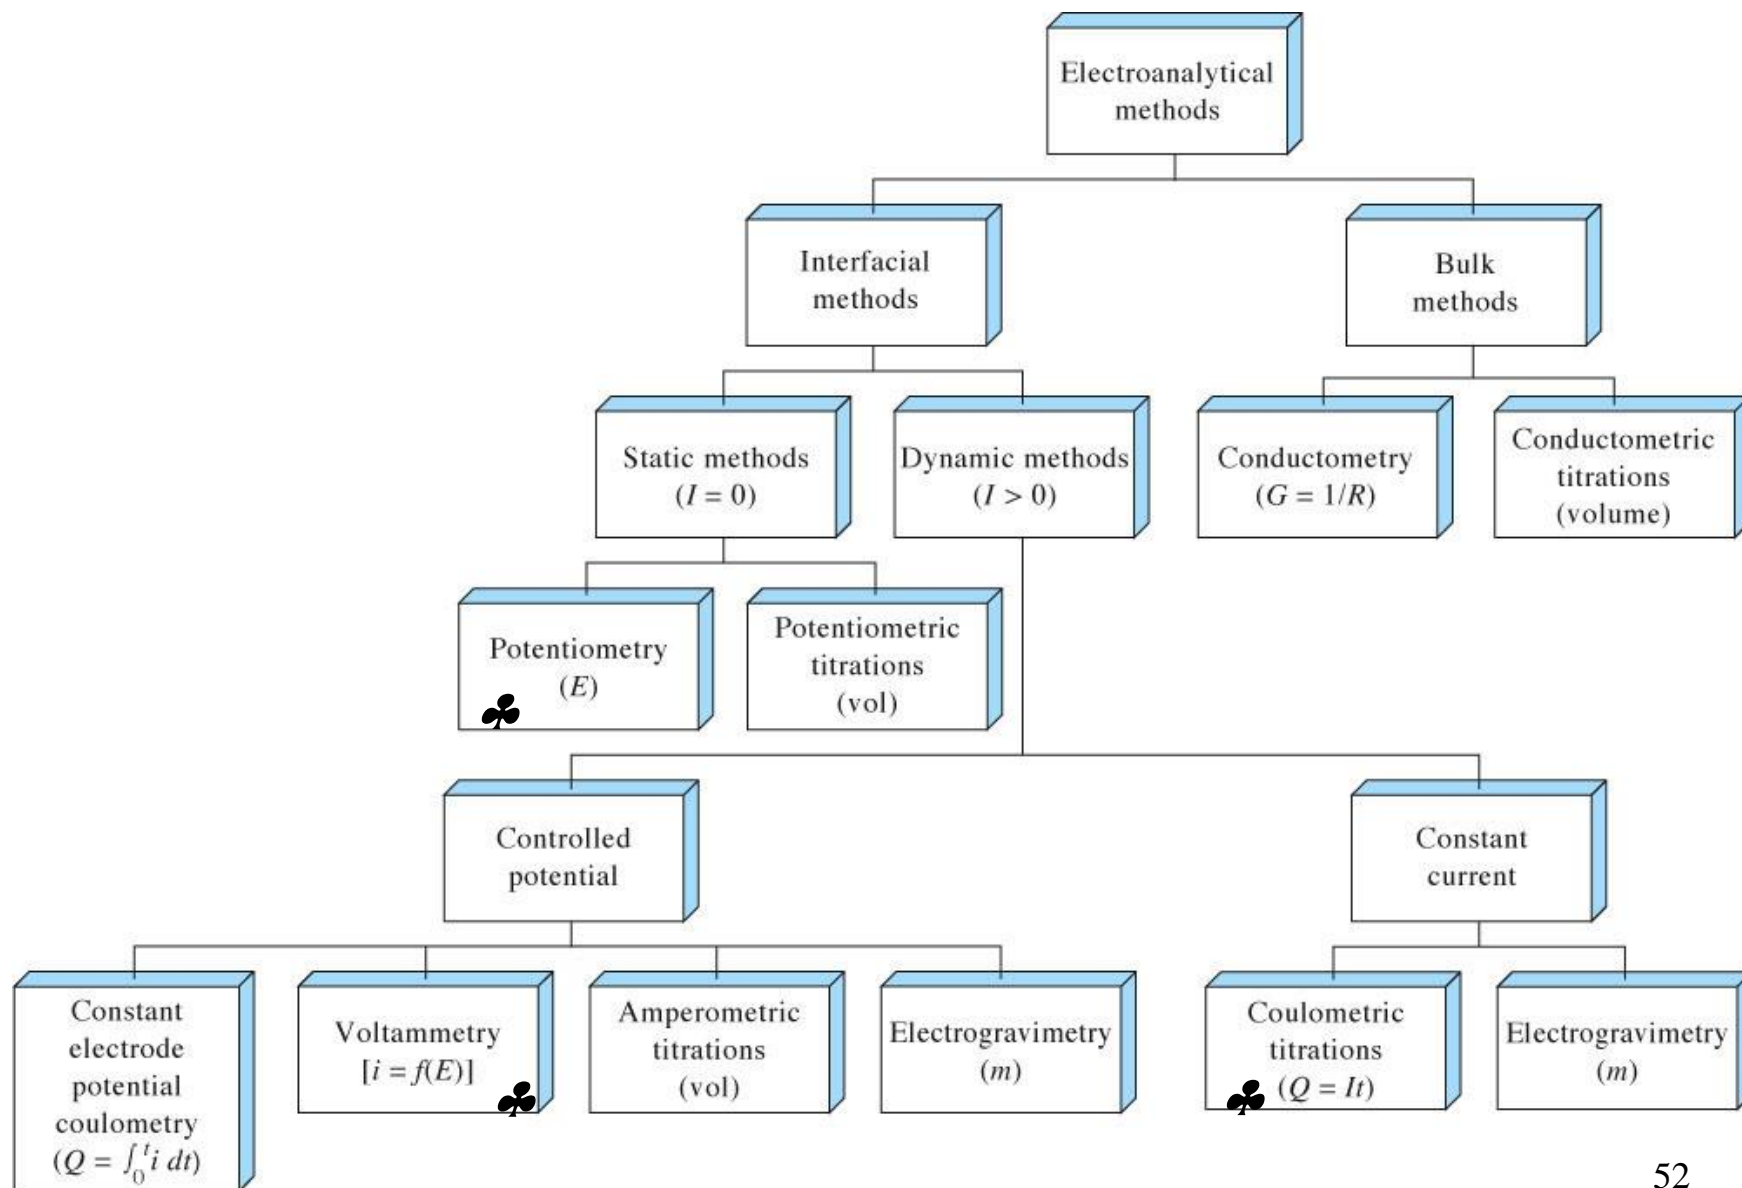 Electroanalytical
methods
Interfacial
methods
Bulk
methods
Static methods
(I = 0)
Dynamic methods
(I > 0)
Conductometry
(G = 1/R)
Conductometric
titrations
(volume)
Potentiometry
(E)
Potentiometric
titrations
(vol)
Controlled
potential
Constant
current
Constant
electrode
potential
coulometry
(Q = ∫₀ᵗ i dt)
Voltammetry
[i = f(E)]
Amperometric
titrations
(vol)
Electrogravimetry
(m)
Coulometric
titrations
(Q = It)
Electrogravimetry
(m)
52